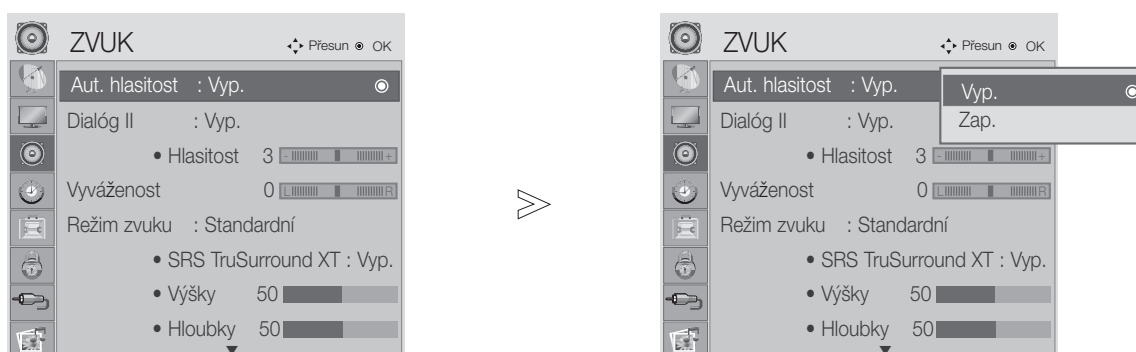 ZVUK
Přesun OK
Aut. hlasitost : Vyp.
Dialóg II : Vyp.
• Hlasitost 3 - +
Vyváženost 0 L R
Režim zvuku : Standardní
• SRS TruSurround XT : Vyp.
• Výšky 50
• Hloubky 50
ZVUK
Přesun OK
Aut. hlasitost : Vyp.
Vyp.
Zap.
Dialóg II : Vyp.
• Hlasitost 3 - +
Vyváženost 0 L R
Režim zvuku : Standardní
• SRS TruSurround XT : Vyp.
• Výšky 50
• Hloubky 50